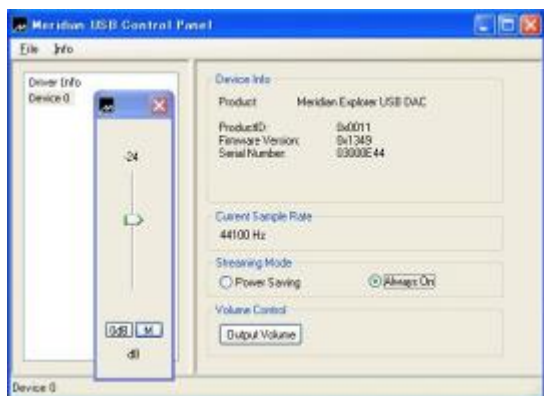 Meridian USB Control Panel
File Info
Driver Info
Device 0
-24
0dB M
dB
Device Info
Product Meridian Explorer USB DAC
ProductID: 0x0011
Firmware Version: 0x1349
Serial Number: 03000E44
Current Sample Rate
44100 Hz
Streaming Mode
Power Saving Always On
Volume Control
Output Volume
Device 0